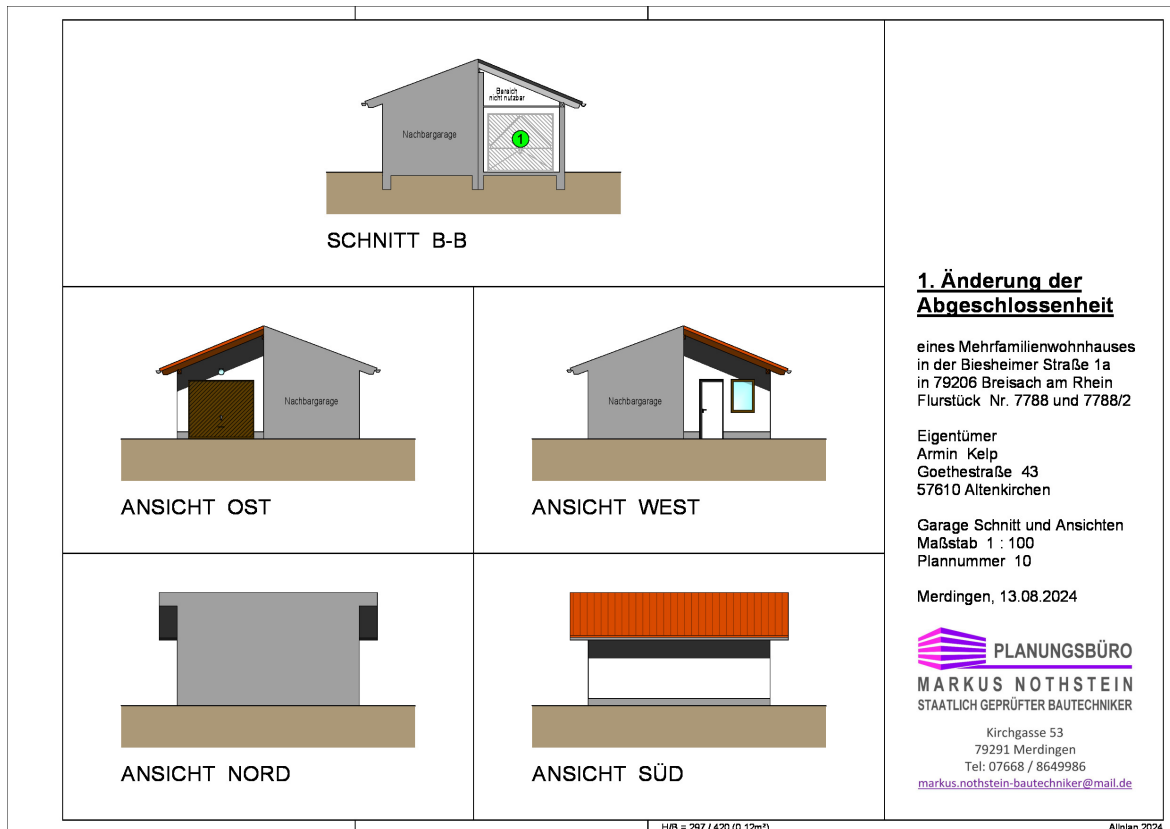 Bereich
nicht nutzbar
Nachbargarage
1
SCHNITT B-B
Nachbargarage
ANSICHT OST
Nachbargarage
ANSICHT WEST
ANSICHT NORD
ANSICHT SÜD
1. Änderung der
Abgeschlossenheit
eines Mehrfamilienwohnhauses
in der Biesheimer Straße 1a
in 79206 Breisach am Rhein
Flurstück Nr. 7788 und 7788/2
Eigentümer
Armin Kelp
Goethestraße 43
57610 Altenkirchen
Garage Schnitt und Ansichten
Maßstab 1 : 100
Plannummer 10
Merdingen, 13.08.2024
PLANUNGSBÜRO
MARKUS NOTHSTEIN
STAATLICH GEPRÜFTER BAUTECHNIKER
Kirchgasse 53
79291 Merdingen
Tel: 07668 / 8649986
markus.nothstein-bautechniker@mail.de
H/B = 297 / 420 (0.12m²)
Allplan 2024